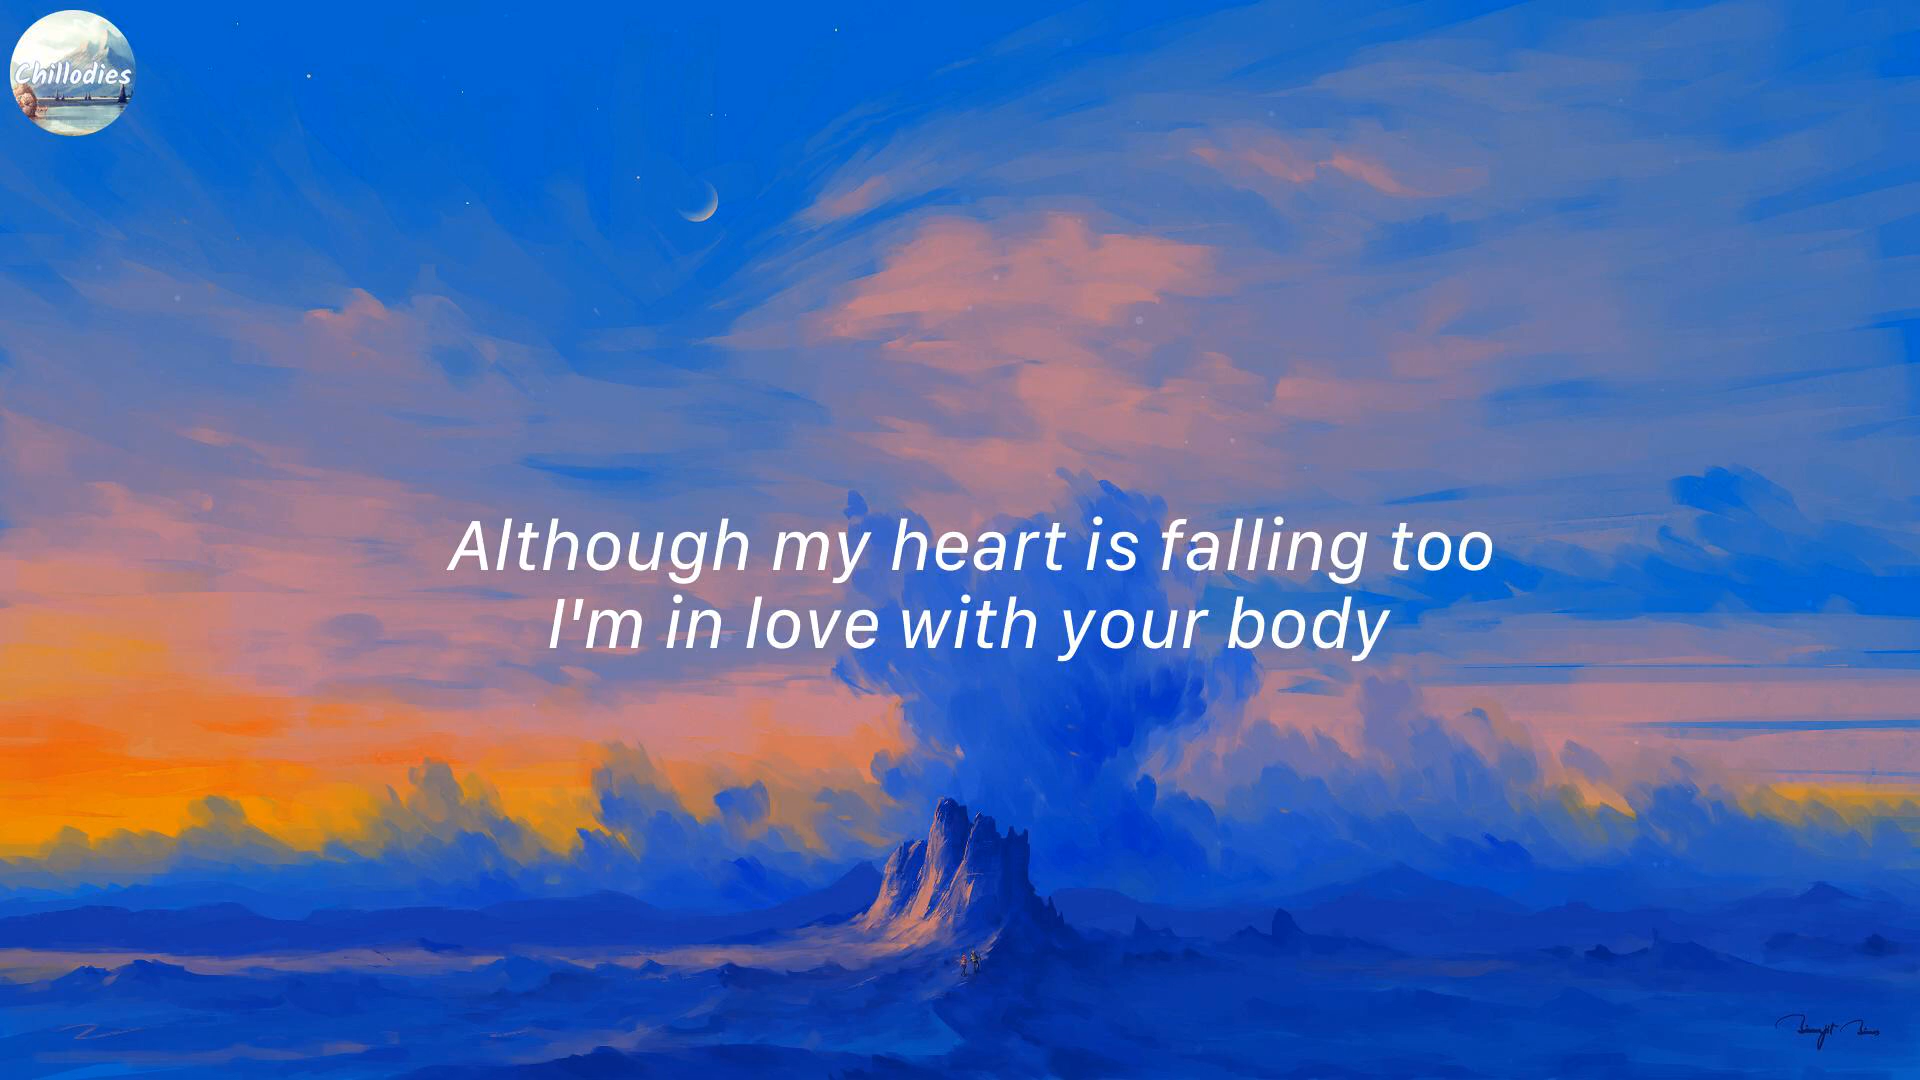 Chillodies
Although my heart is falling too
I'm in love with your body